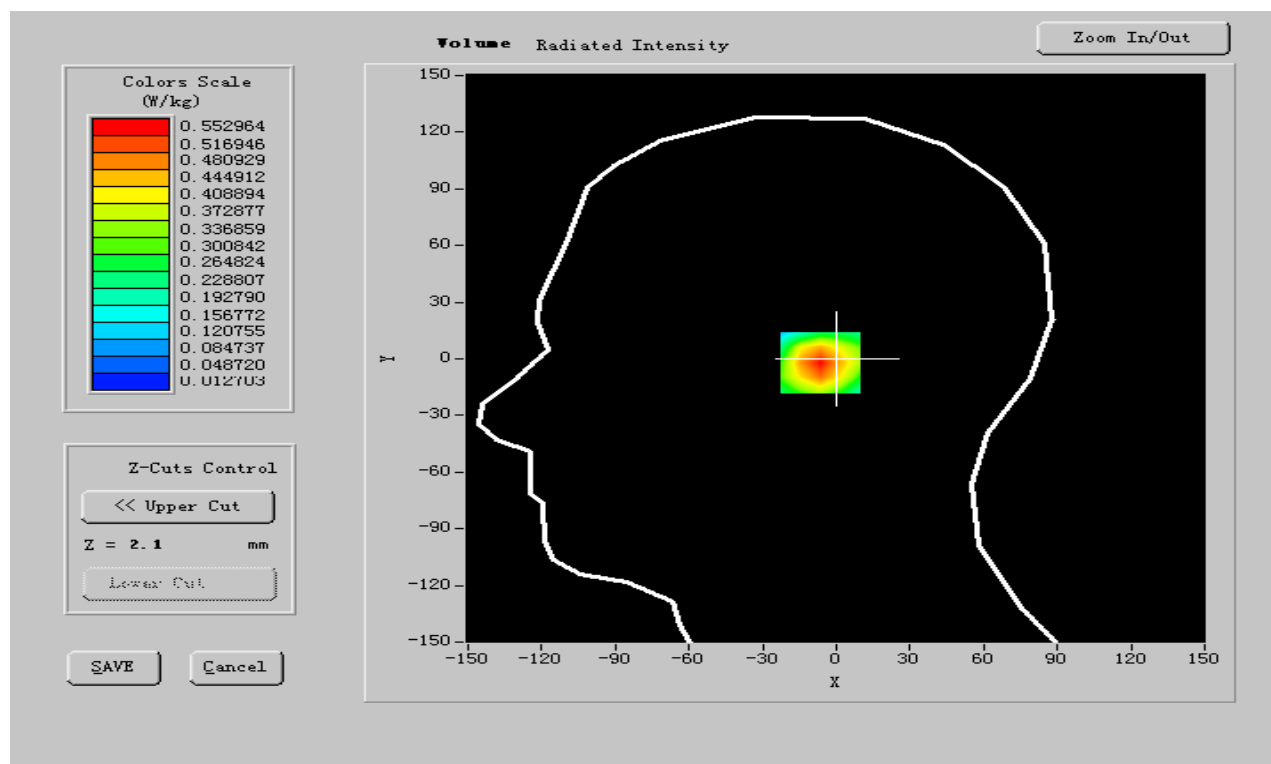 Volume Radiated Intensity
Zoom In/Out
Colors Scale
(W/kg)
0.552964
0.516946
0.480929
0.444912
0.408894
0.372877
0.336859
0.300842
0.264824
0.228807
0.192790
0.156772
0.120755
0.084737
0.048720
0.012703
Z-Cuts Control
<< Upper Cut
Z = 2.1 mm
Lower Cut
SAVE
Cancel
150
120
90
60
30
0
-30
-60
-90
-120
-150
Y
-150 -120 -90 -60 -30 0 30 60 90 120 150
X